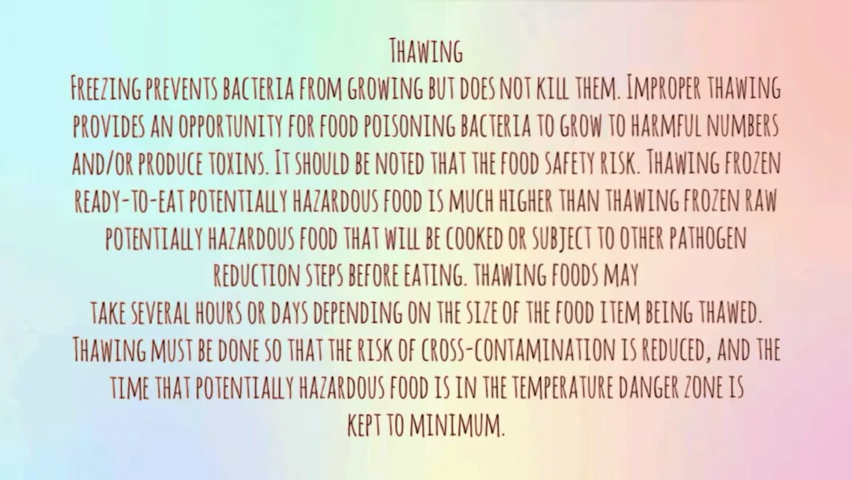 Thawing
Freezing prevents bacteria from growing but does not kill them. Improper thawing
provides an opportunity for food poisoning bacteria to grow to harmful numbers
and/or produce toxins. It should be noted that the food safety risk. Thawing frozen
ready-to-eat potentially hazardous food is much higher than thawing frozen raw
potentially hazardous food that will be cooked or subject to other pathogen
reduction steps before eating. thawing foods may
take several hours or days depending on the size of the food item being thawed.
Thawing must be done so that the risk of cross-contamination is reduced, and the
time that potentially hazardous food is in the temperature danger zone is
kept to minimum.